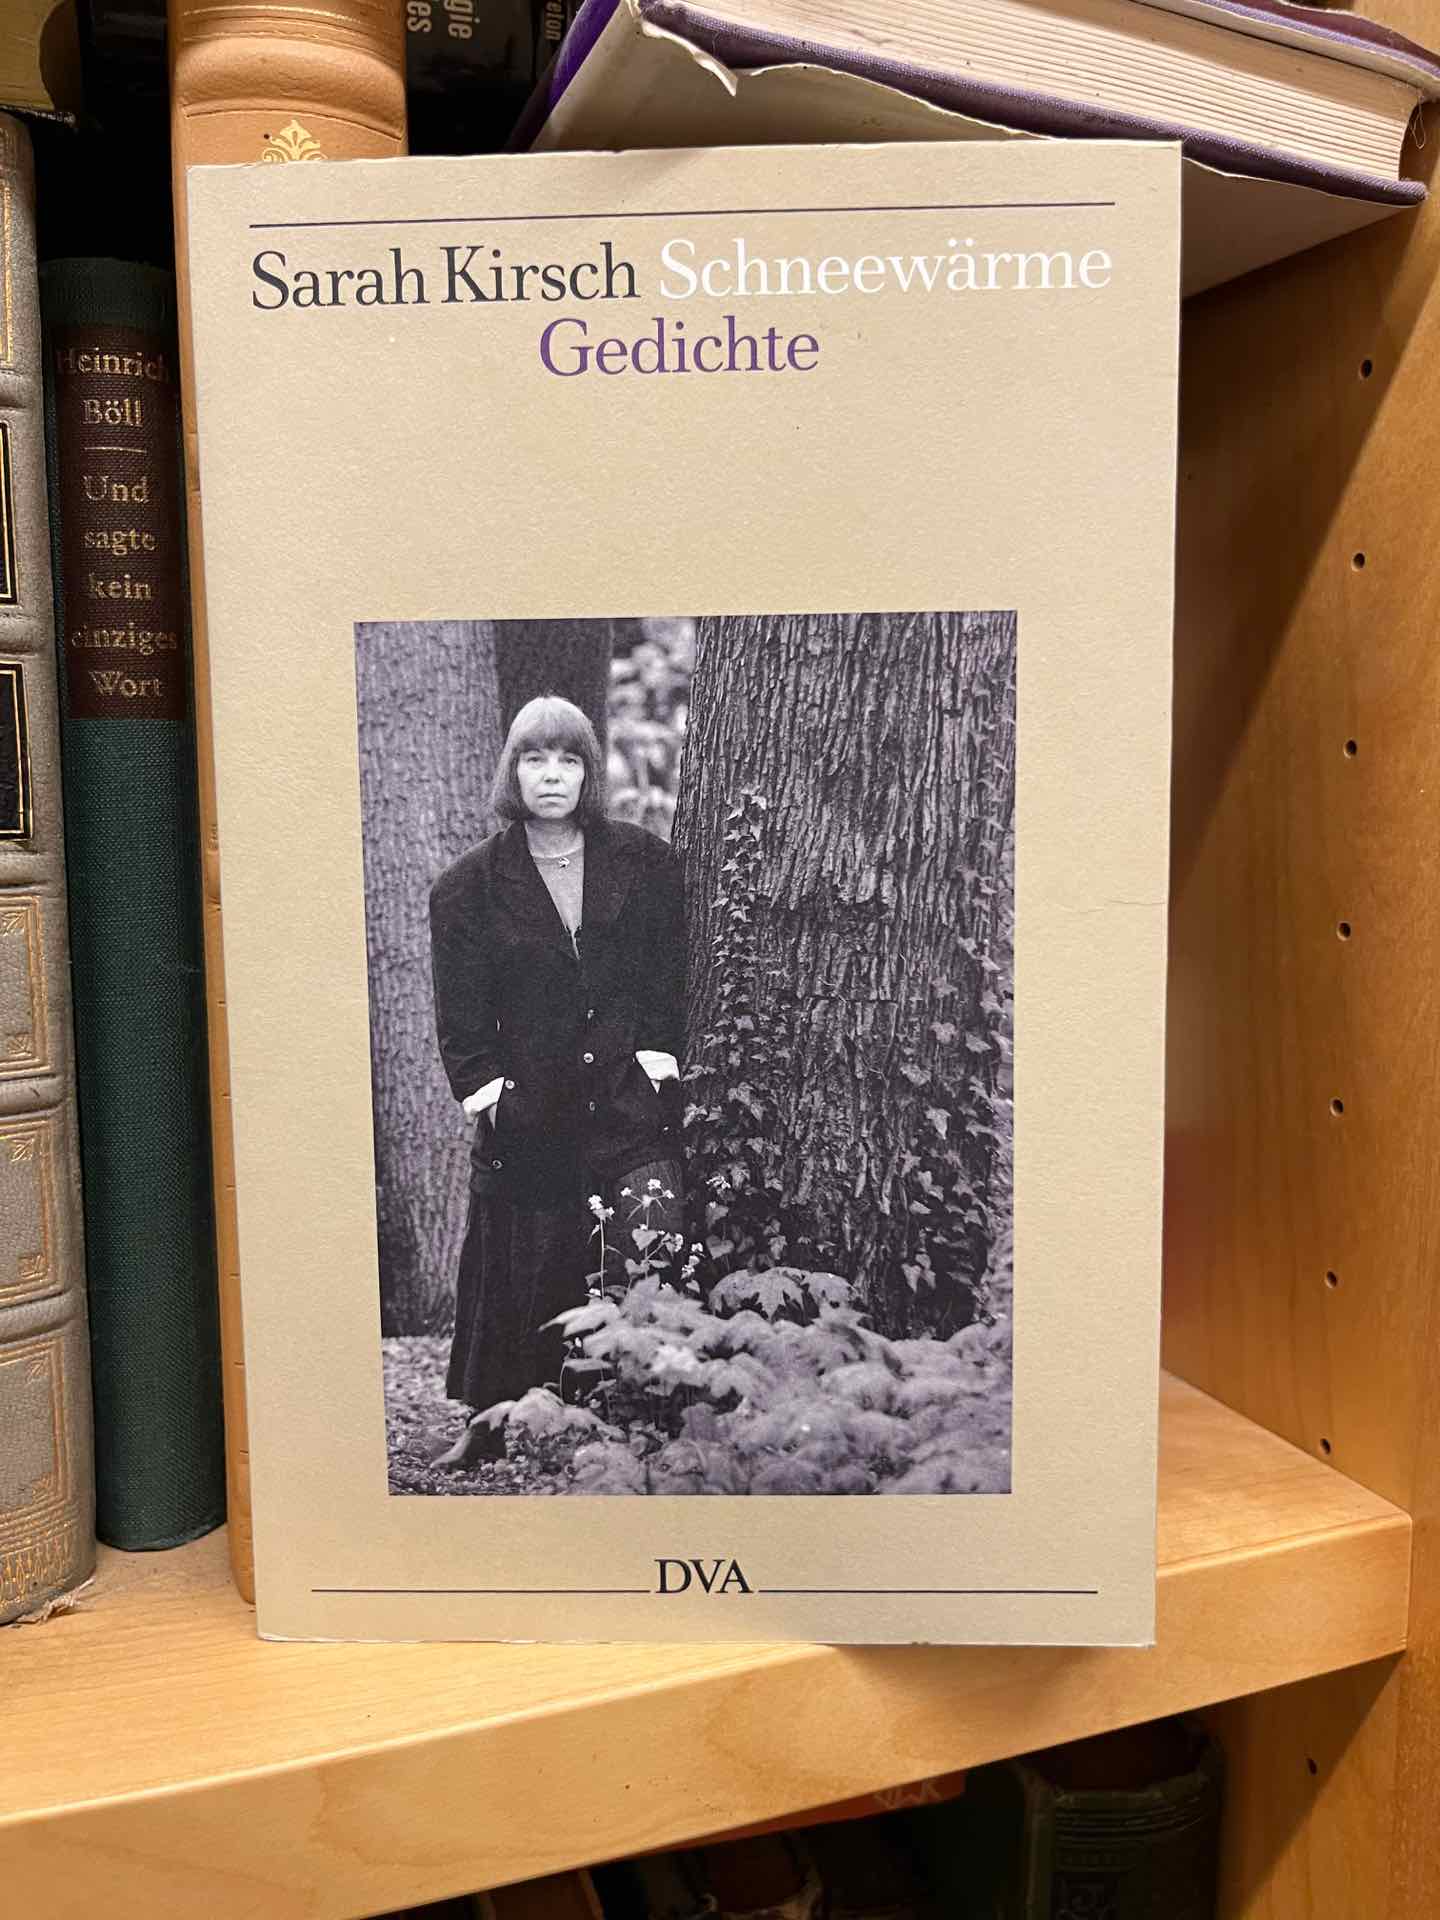 Sarah Kirsch Schneewärme
Gedichte
DVA
Heinrich
Böll
Und
sagte
kein
einziges
Wort